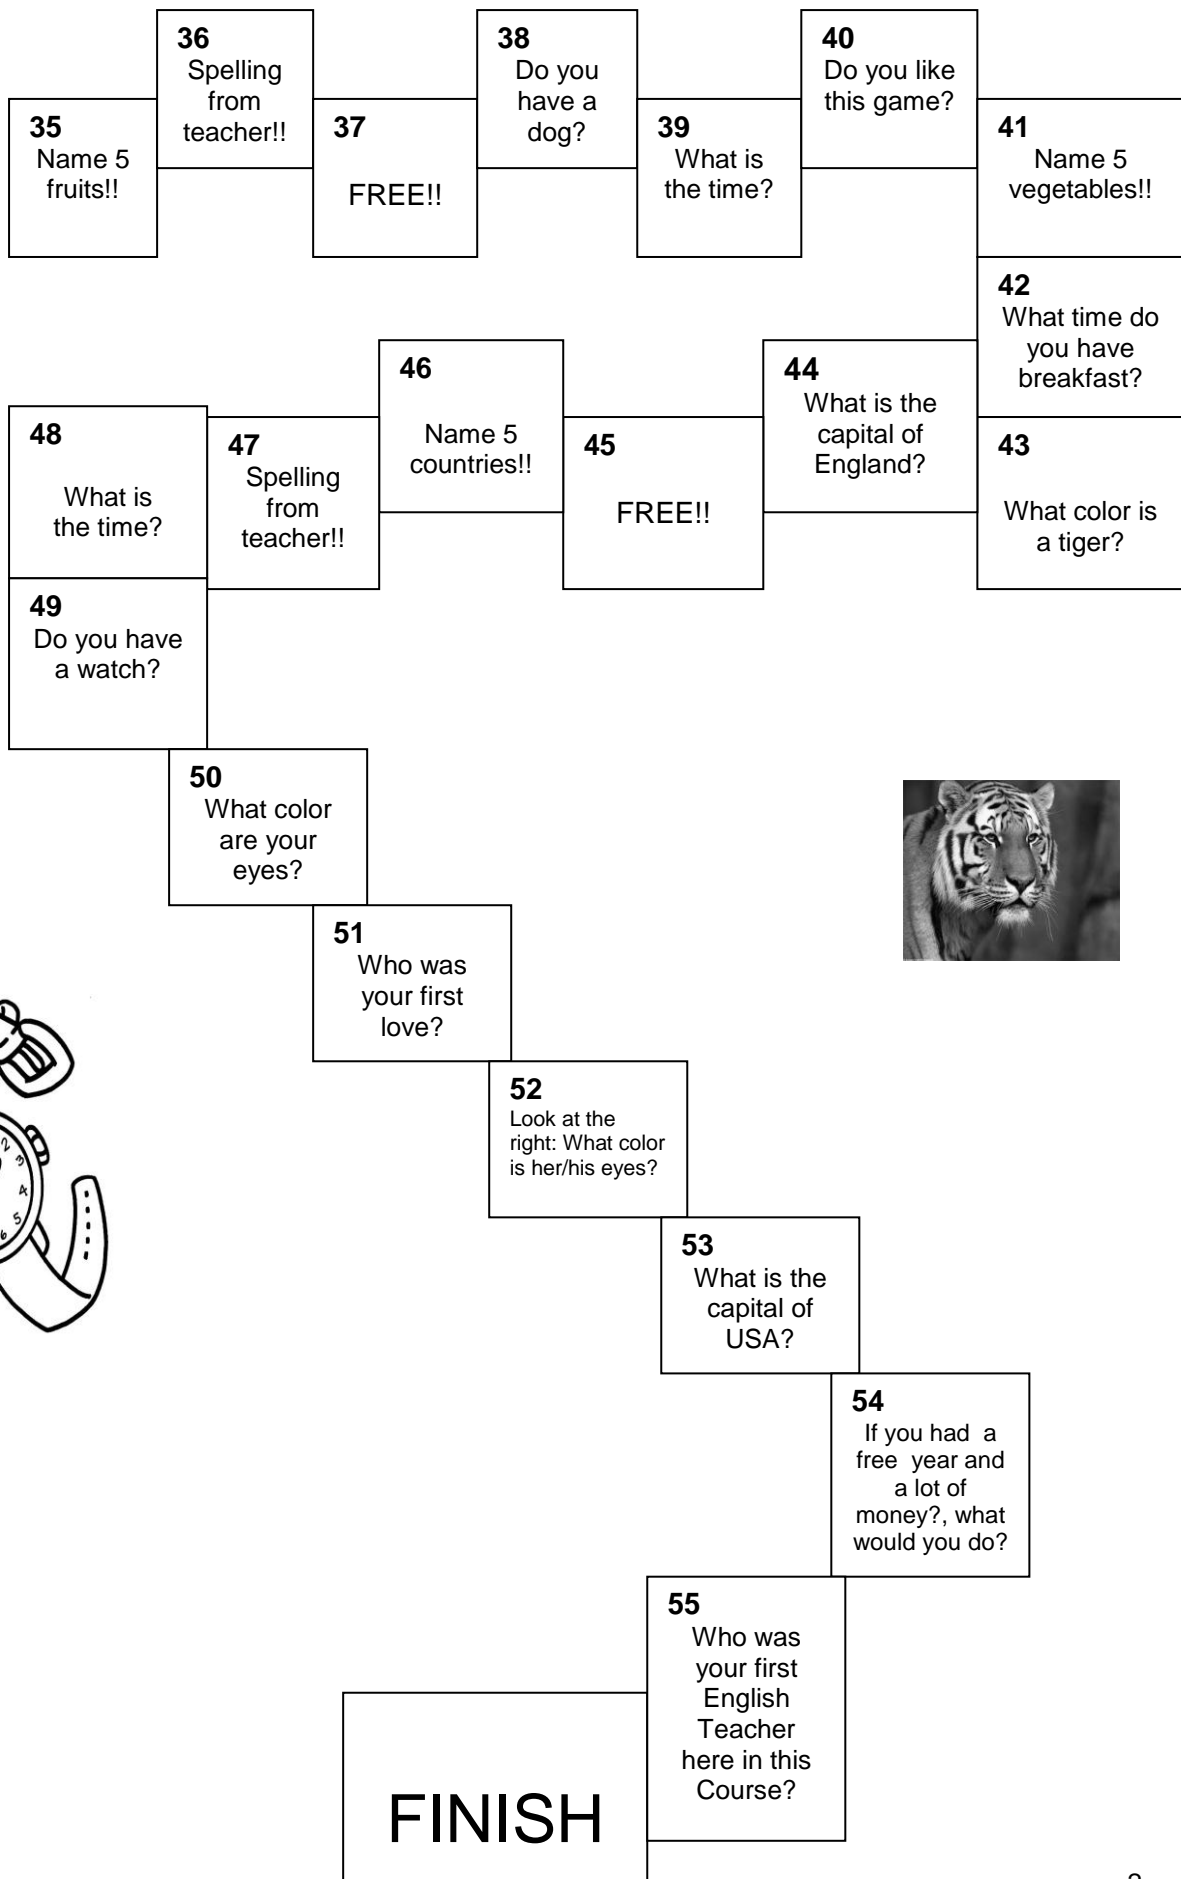 35
Name 5
fruits!!
36
Spelling
from
teacher!!
37
FREE!!
38
Do you
have a
dog?
39
What is
the time?
40
Do you like
this game?
41
Name 5
vegetables!!
42
What time do
you have
breakfast?
43
What color is
a tiger?
44
What is the
capital of
England?
45
FREE!!
46
Name 5
countries!!
47
Spelling
from
teacher!!
48
What is
the time?
49
Do you have
a watch?
50
What color
are your
eyes?
51
Who was
your first
love?
52
Look at the
right: What color
is her/his eyes?
2
3
4
5
6
53
What is the
capital of
USA?
54
If you had a
free year and
a lot of
money?, what
would you do?
55
Who was
your first
English
Teacher
here in this
Course?
FINISH